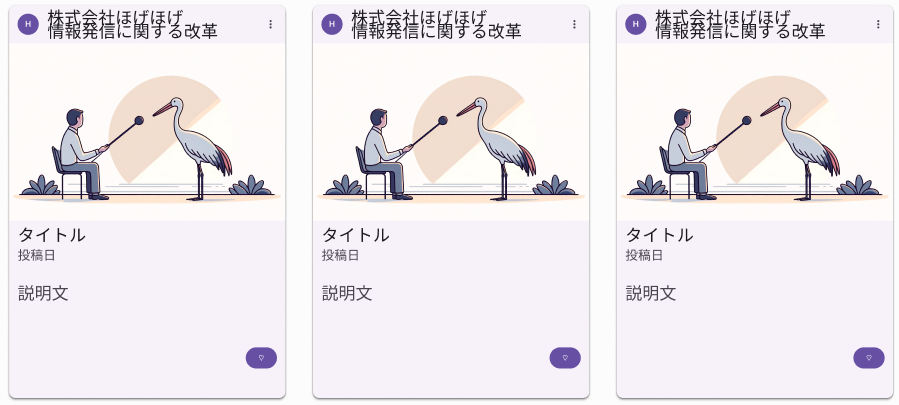 H
株式会社ほげほげ
情報発信に関する改革
タイトル
投稿日
説明文
♡
H
株式会社ほげほげ
情報発信に関する改革
タイトル
投稿日
説明文
♡
H
株式会社ほげほげ
情報発信に関する改革
タイトル
投稿日
説明文
♡